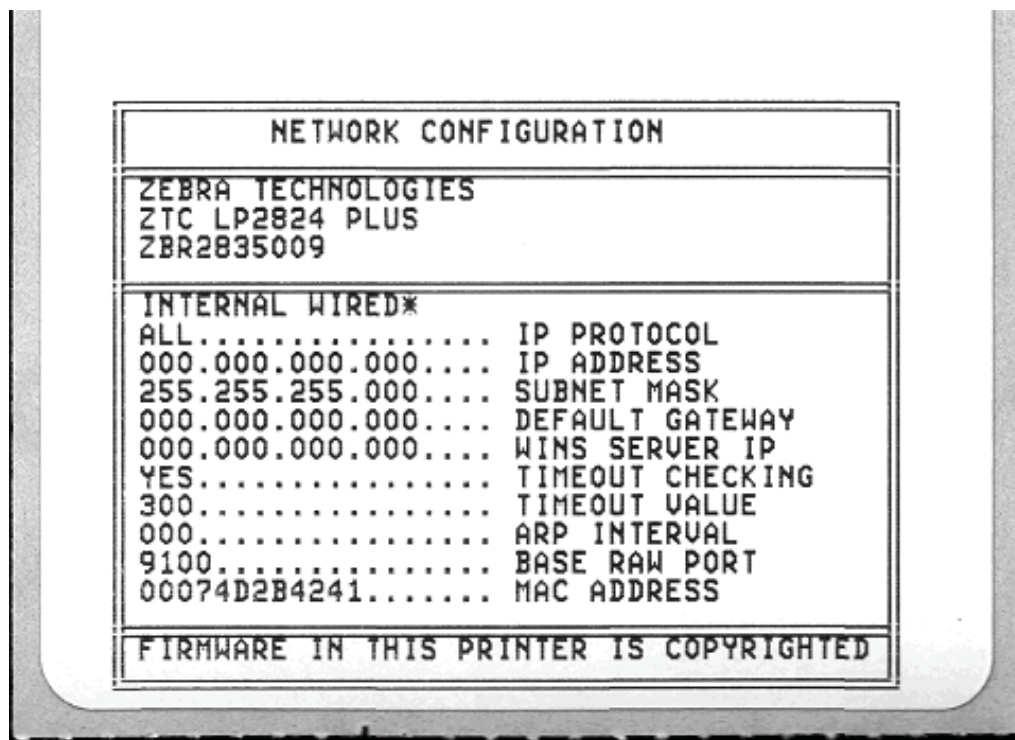 NETWORK CONFIGURATION
ZEBRA TECHNOLOGIES
ZTC LP2824 PLUS
ZBR2835009
INTERNAL WIRED*
ALL................ IP PROTOCOL
000.000.000.000.... IP ADDRESS
255.255.255.000.... SUBNET MASK
000.000.000.000.... DEFAULT GATEWAY
000.000.000.000.... WINS SERVER IP
YES................ TIMEOUT CHECKING
300................ TIMEOUT VALUE
000................ ARP INTERVAL
9100............... BASE RAW PORT
00074D2B4241....... MAC ADDRESS
FIRMWARE IN THIS PRINTER IS COPYRIGHTED